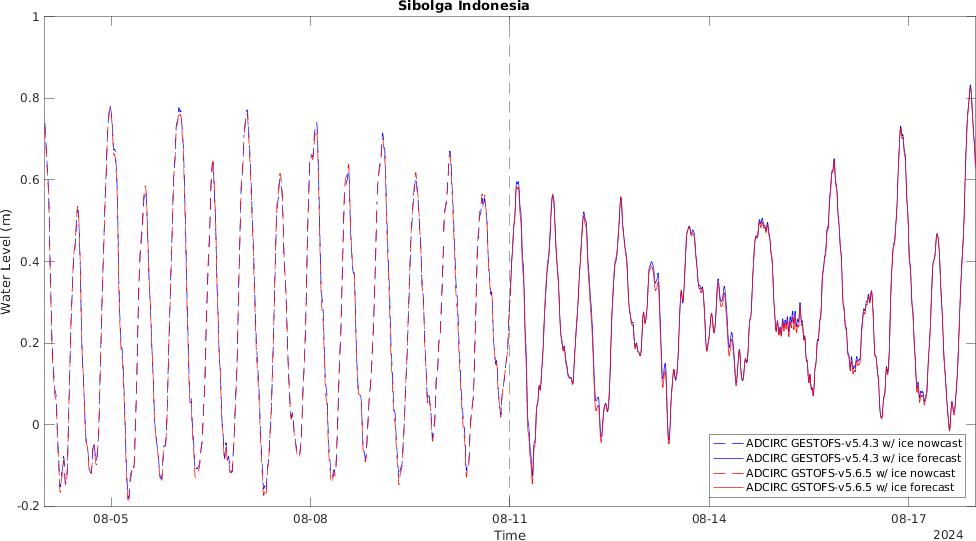 Sibolga Indonesia
1
0.8
0.6
0.4
0.2
0
-0.2
Water Level (m)
ADCIRC GESTOFS-v5.4.3 w/ ice nowcast
ADCIRC GESTOFS-v5.4.3 w/ ice forecast
ADCIRC GSTOFS-v5.6.5 w/ ice nowcast
ADCIRC GSTOFS-v5.6.5 w/ ice forecast
08-05 08-08 08-11 08-14 08-17
Time
2024